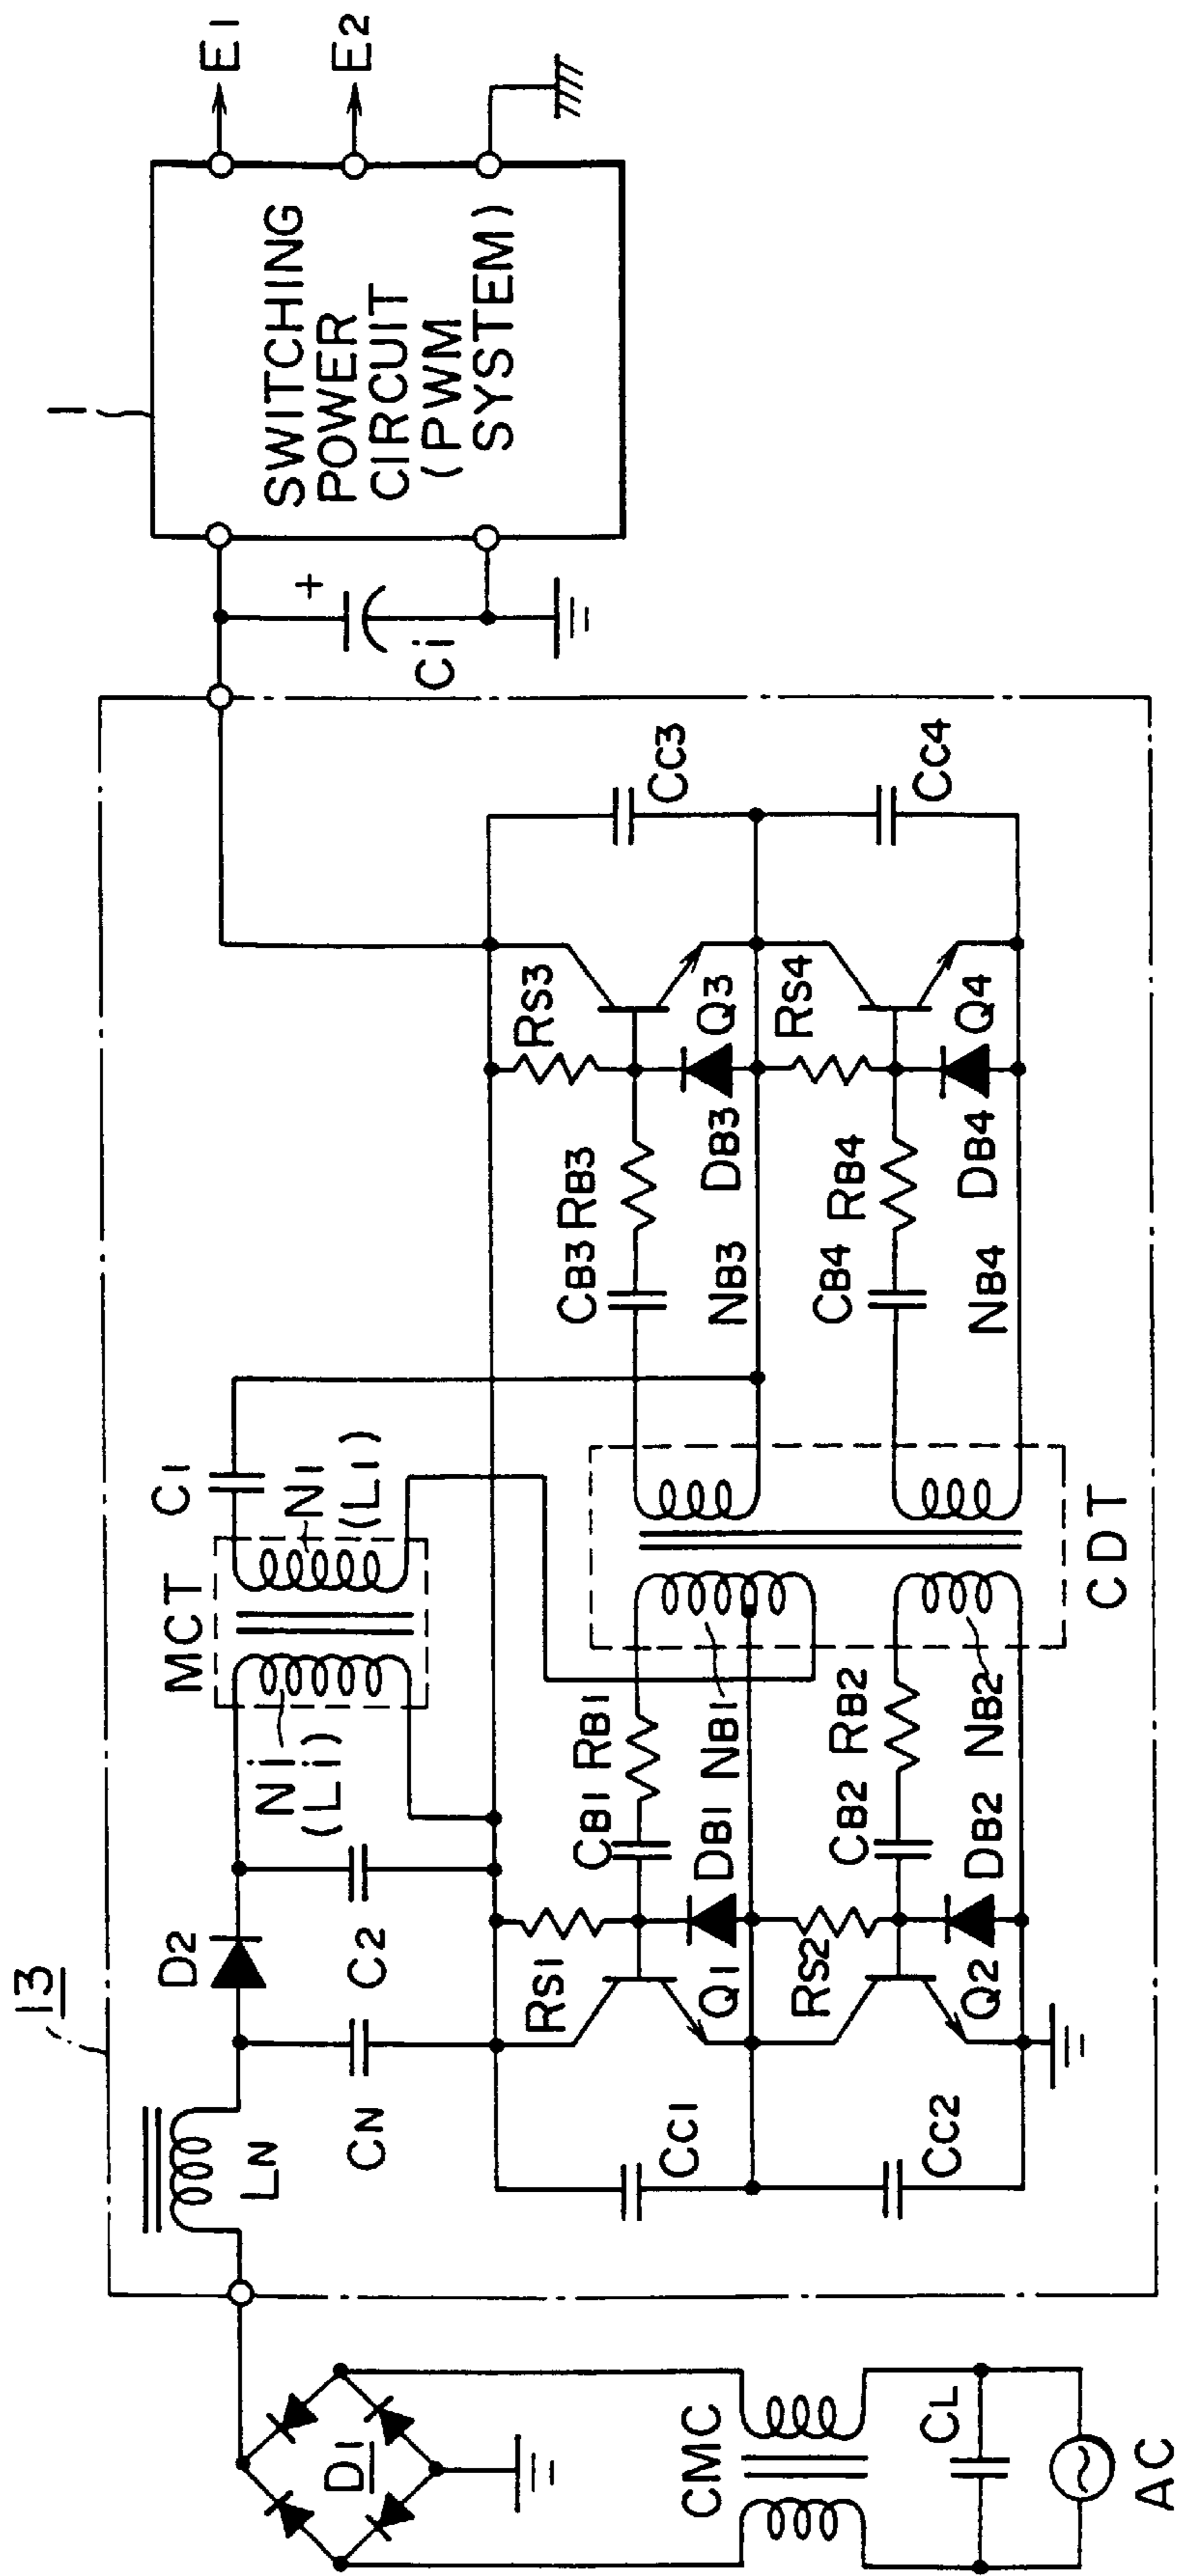 13
LN
D2
CN
C2
Ni
(Li)
MCT
N1
(L1)
C1
D1
CMC
CL
AC
CC1
CC2
RS1
Q1
RS2
Q2
CB1
RB1
DB1
NB1
CB2
RB2
DB2
NB2
CDT
CB3
RB3
NB3
DB3
CB4
RB4
NB4
DB4
RS3
Q3
RS4
Q4
CC3
CC4
+
Ci
1
SWITCHING
POWER
CIRCUIT
(PWM
SYSTEM)
E1
E2